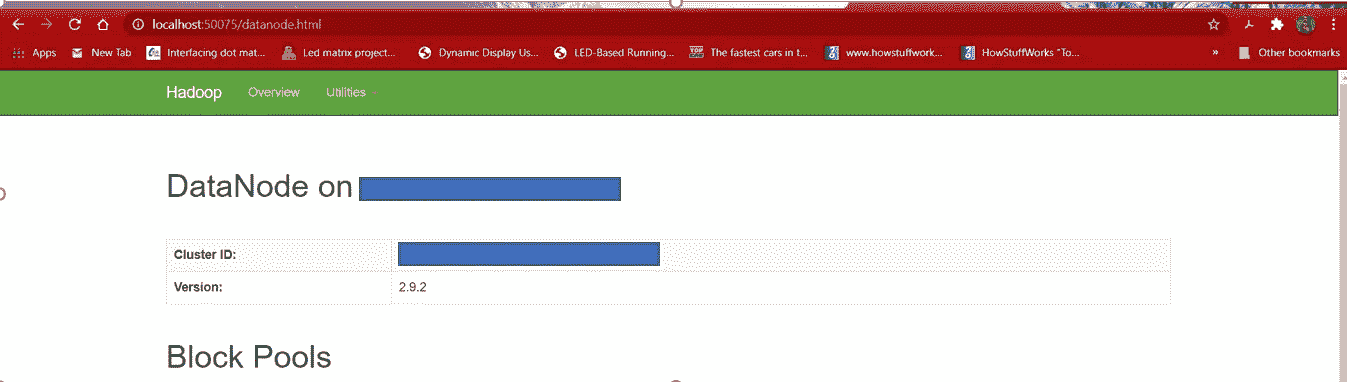 localhost:50075/datanode.html
Apps New Tab Interfacing dot mat... Led matrix project... Dynamic Display Us... LED-Based Running... The fastest cars in t... www.howstuffwork... HowStuffWorks "To... » Other bookmarks
Hadoop Overview Utilities
DataNode on
Cluster ID:
Version: 2.9.2
Block Pools